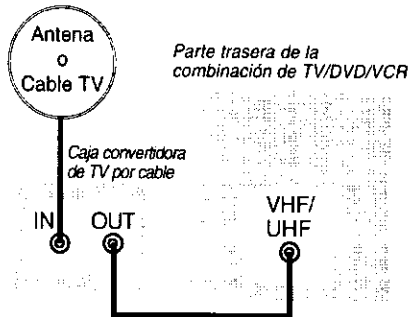 Antena
o
Cable TV
Parte trasera de la
combinación de TV/DVD/VCR
Caja convertidora
de TV por cable
IN
OUT
VHF/
UHF